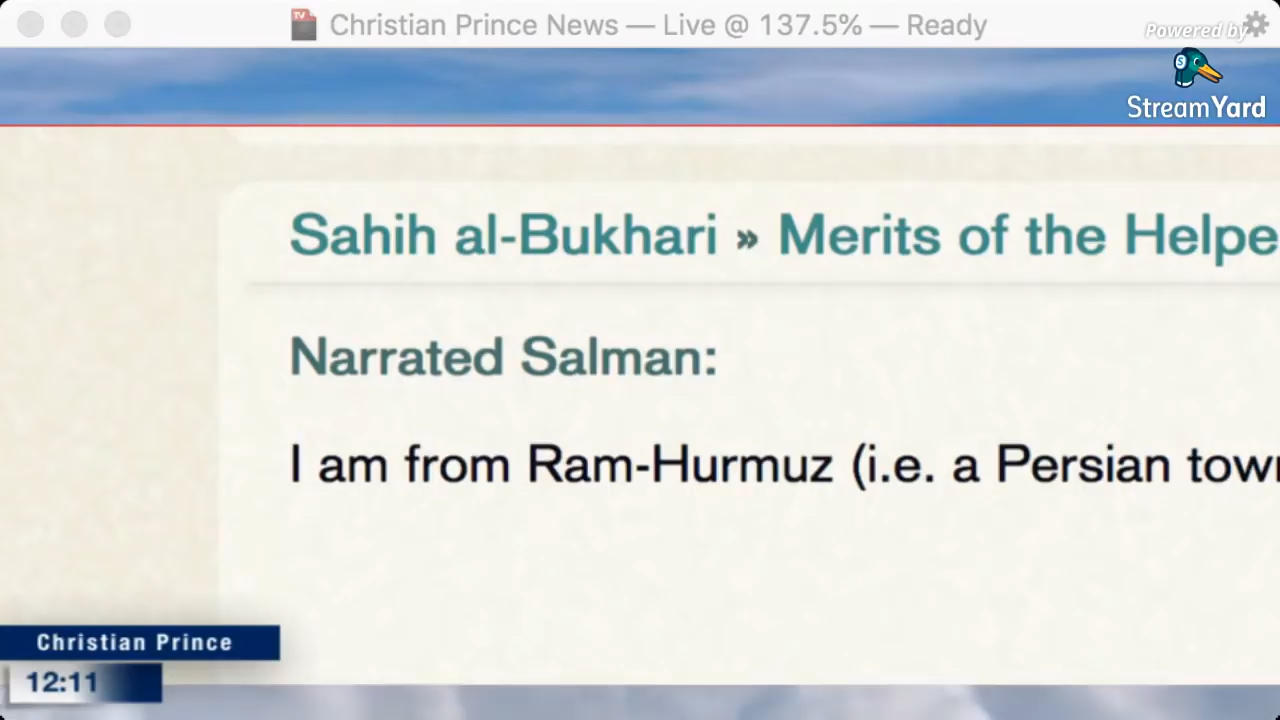 Christian Prince News — Live @ 137.5% — Ready
Powered by
StreamYard
Sahih al-Bukhari » Merits of the Helpe
Narrated Salman:
I am from Ram-Hurmuz (i.e. a Persian tow
Christian Prince
12:11